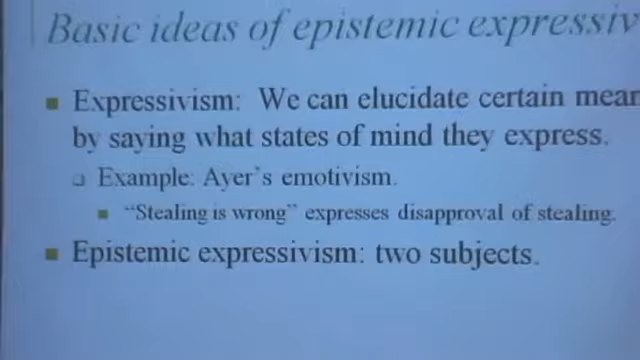 Basic ideas of epistemic expressiv
Expressivism: We can elucidate certain mean
by saying what states of mind they express.
Example: Ayer's emotivism.
"Stealing is wrong" expresses disapproval of stealing.
Epistemic expressivism: two subjects.